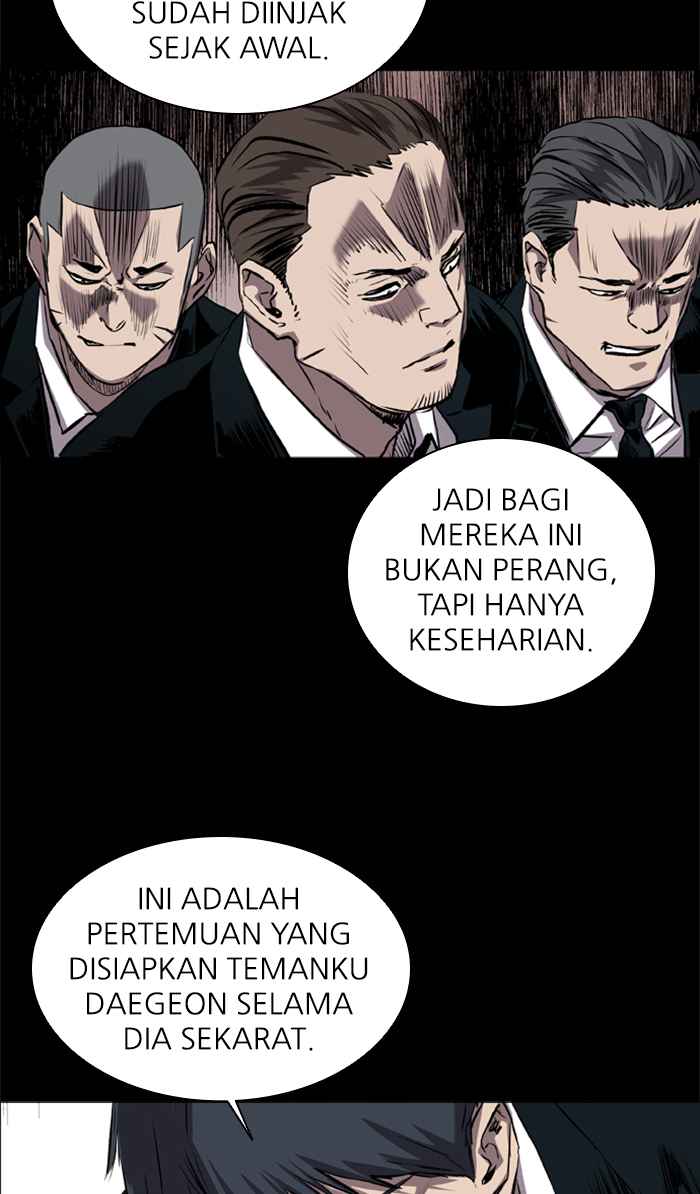 SUDAH DIINJAK
SEJAK AWAL.
JADI BAGI
MEREKA INI
BUKAN PERANG,
TAPI HANYA
KESEHARIAN.
INI ADALAH
PERTEMUAN YANG
DISIAPKAN TEMANKU
DAEGEON SELAMA
DIA SEKARAT.